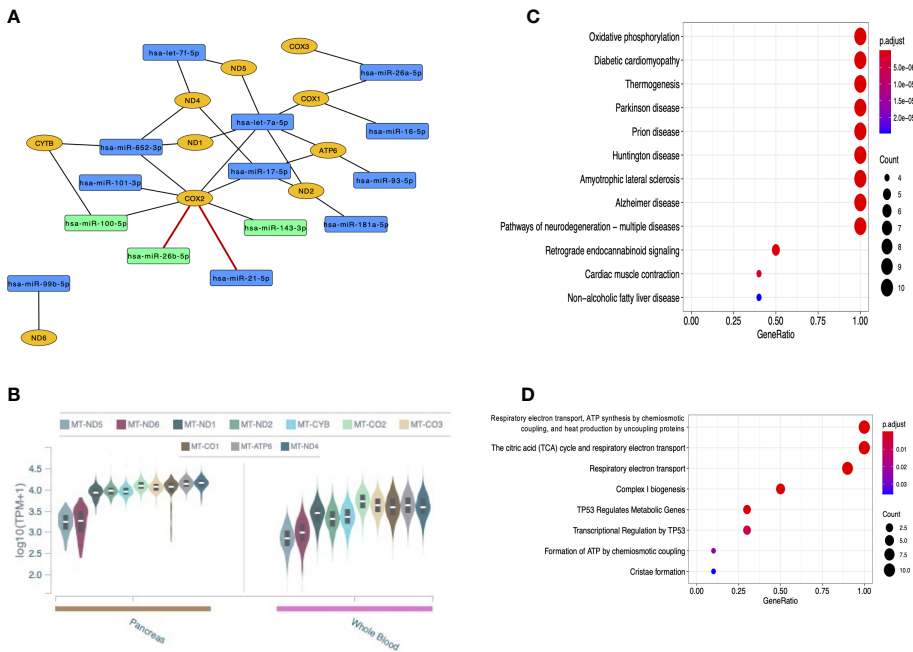 A
hsa-let-7f-5p
COX3
ND5
hsa-miR-26a-5p
ND4
COX1
hsa-let-7a-5p
hsa-miR-16-5p
CYTB
hsa-miR-652-3p
ND1
ATP6
hsa-miR-17-5p
hsa-miR-101-3p
hsa-miR-93-5p
COX2
ND2
hsa-miR-100-5p
hsa-miR-143-3p
hsa-miR-181a-5p
hsa-miR-26b-5p
hsa-miR-21-5p
hsa-miR-99b-5p
ND6
B
MT-ND5 MT-ND6 MT-ND1 MT-ND2 MT-CYB MT-CO2 MT-CO3
MT-CO1 MT-ATP6 MT-ND4
log10(TPM+1)
4.5
4.0
3.5
3.0
2.5
2.0
Pancreas
Whole Blood
C
Oxidative phosphorylation
Diabetic cardiomyopathy
Thermogenesis
Parkinson disease
Prion disease
Huntington disease
Amyotrophic lateral sclerosis
Alzheimer disease
Pathways of neurodegeneration − multiple diseases
Retrograde endocannabinoid signaling
Cardiac muscle contraction
Non−alcoholic fatty liver disease
0.00 0.25 0.50 0.75 1.00
GeneRatio
p.adjust
Count
4
5
6
7
8
9
10
D
Respiratory electron transport, ATP synthesis by chemiosmotic
coupling, and heat production by uncoupling proteins
The citric acid (TCA) cycle and respiratory electron transport
Respiratory electron transport
Complex I biogenesis
TP53 Regulates Metabolic Genes
Transcriptional Regulation by TP53
Formation of ATP by chemiosmotic coupling
Cristae formation
0.00 0.25 0.50 0.75 1.00
GeneRatio
p.adjust
0.01
0.02
0.03
Count
2.5
5.0
7.5
10.0